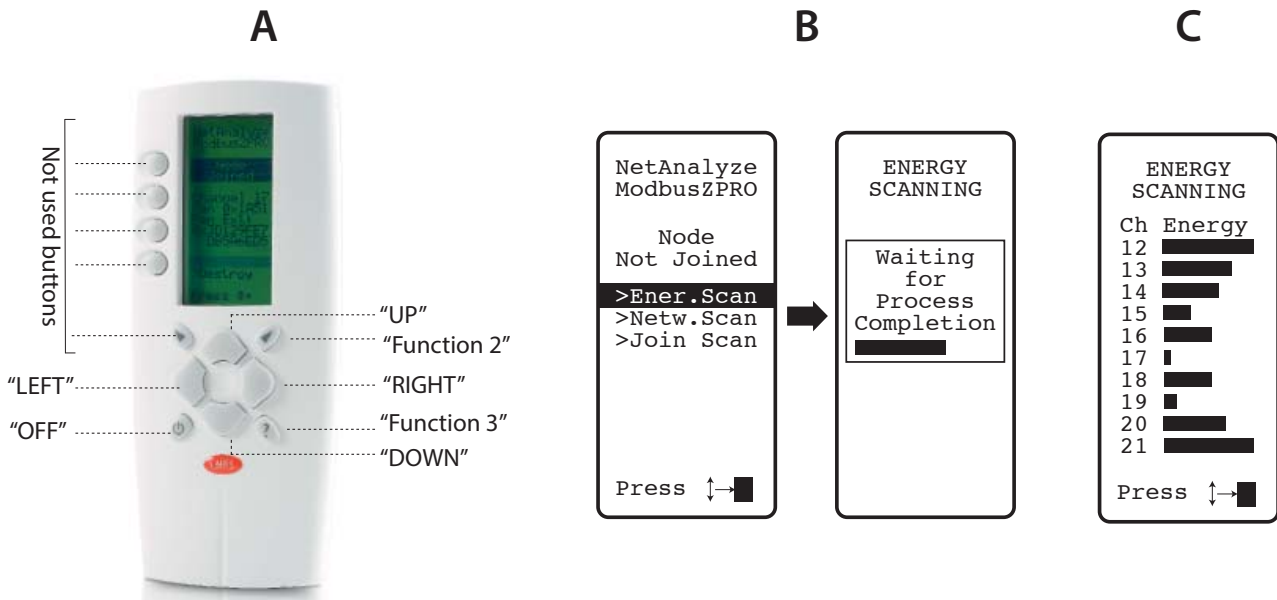 A
B
C
Not used buttons
"UP"
"Function 2"
"LEFT"
"RIGHT"
"OFF"
"Function 3"
"DOWN"
?
NetAnalyze
ModbusZPRO
Node
Not Joined
>Ener.Scan
>Netw.Scan
>Join Scan
Press
ENERGY
SCANNING
Waiting
for
Process
Completion
ENERGY
SCANNING
Ch Energy
12
13
14
15
16
17
18
19
20
21
Press